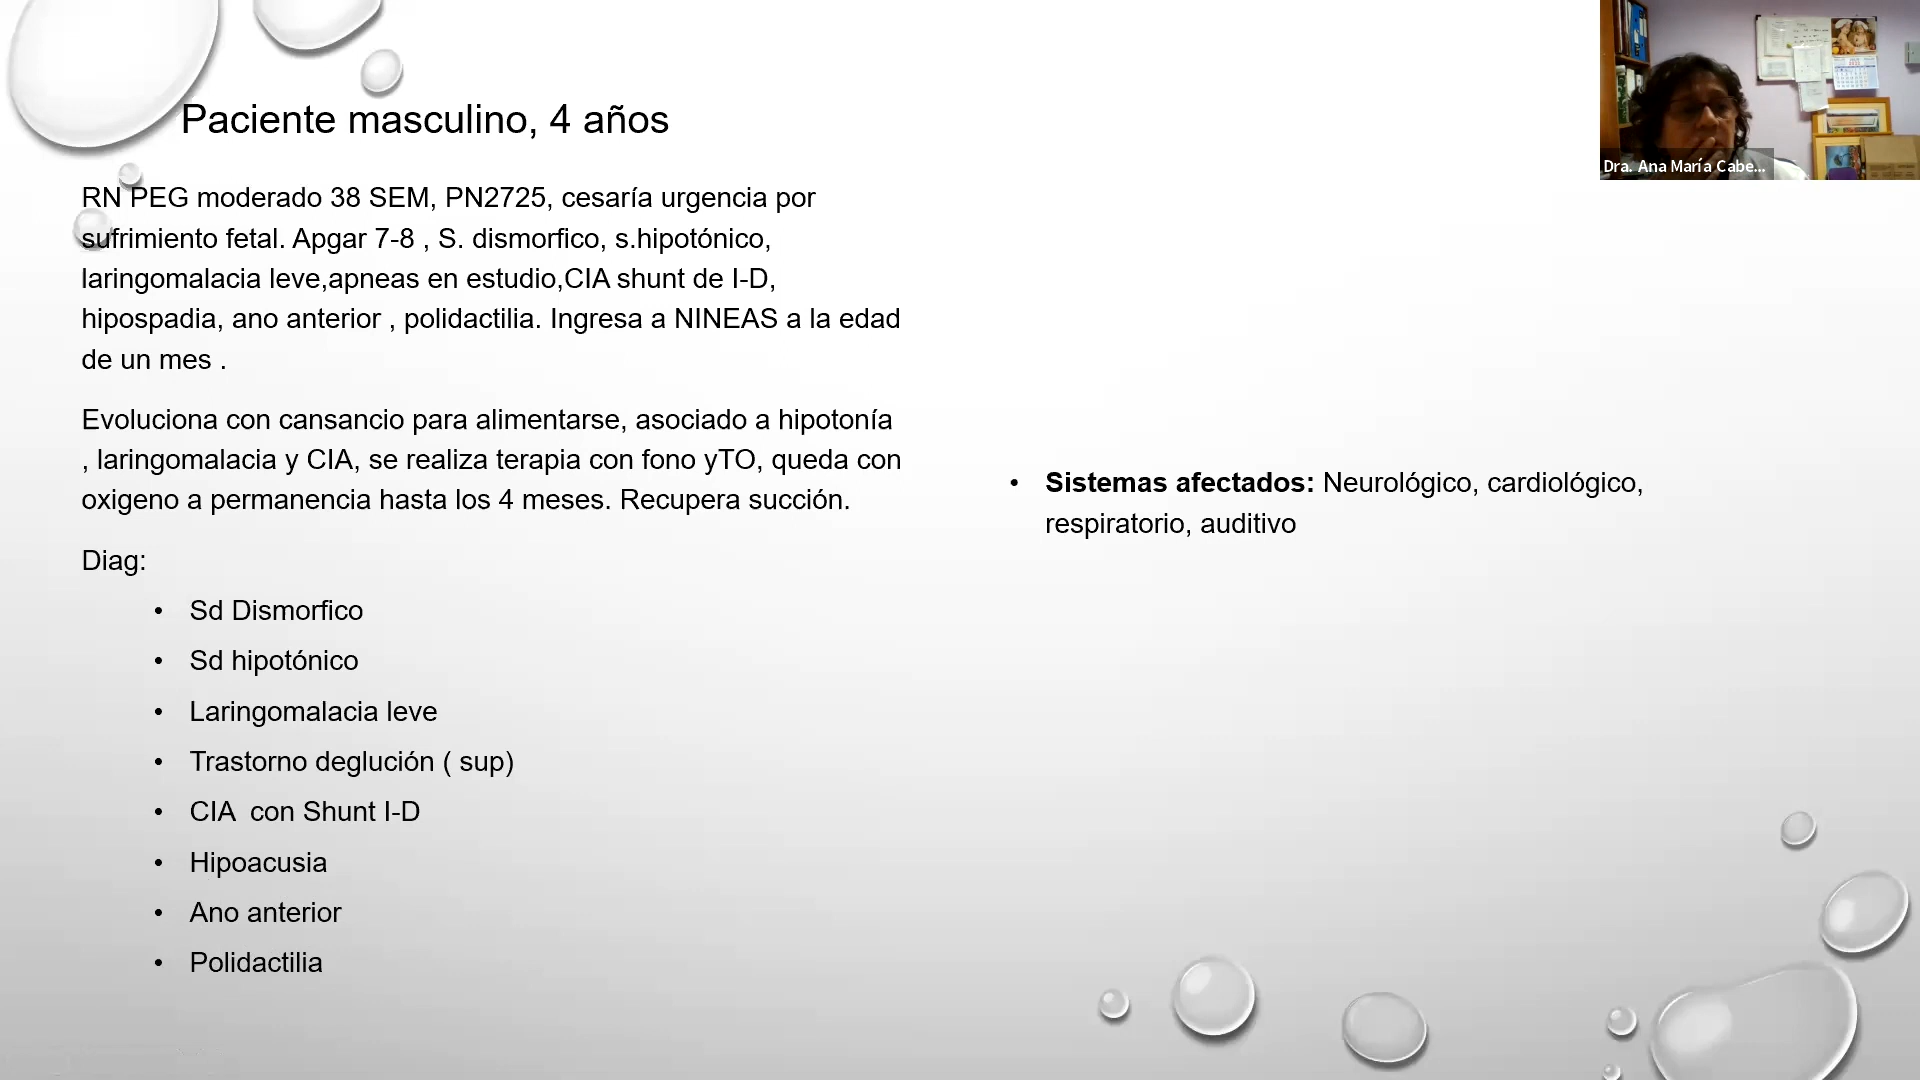 Paciente masculino, 4 años
RN PEG moderado 38 SEM, PN2725, cesaría urgencia por
sufrimiento fetal. Apgar 7-8 , S. dismorfico, s.hipotónico,
laringomalacia leve,apneas en estudio,CIA shunt de I-D,
hipospadia, ano anterior , polidactilia. Ingresa a NINEAS a la edad
de un mes .
Evoluciona con cansancio para alimentarse, asociado a hipotonía
, laringomalacia y CIA, se realiza terapia con fono yTO, queda con
oxigeno a permanencia hasta los 4 meses. Recupera succión.
Diag:
• Sd Dismorfico
• Sd hipotónico
• Laringomalacia leve
• Trastorno deglución ( sup)
• CIA con Shunt I-D
• Hipoacusia
• Ano anterior
• Polidactilia
• Sistemas afectados: Neurológico, cardiológico,
respiratorio, auditivo
Dra. Ana María Cabe...